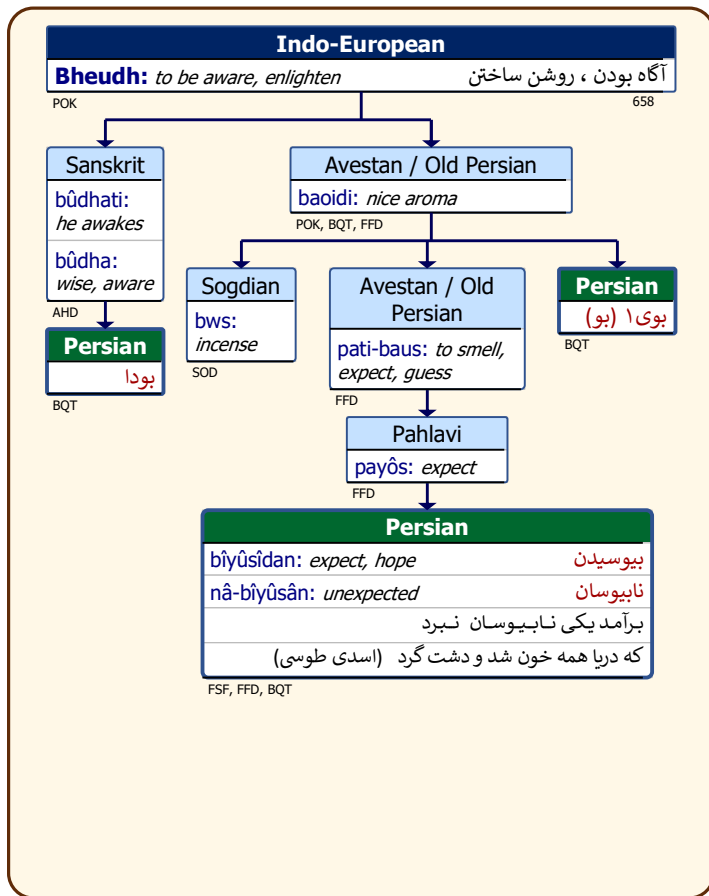 Indo-European
Bheudh: to be aware, enlighten آگاه بودن ، روشن ساختن
POK 658
Sanskrit
bûdhati:
he awakes
bûdha:
wise, aware
AHD
Persian
بودا
BQT
Avestan / Old Persian
baoidi: nice aroma
POK, BQT, FFD
Sogdian
bws:
incense
SOD
Avestan / Old
Persian
pati-baus: to smell,
expect, guess
FFD
Persian
بوی۱ (بو)
BQT
Pahlavi
payôs: expect
FFD
Persian
bîyûsîdan: expect, hope بیوسیدن
nâ-bîyûsân: unexpected نابیوسان
برآمد یکی نـابـیـوسـان نـبرد
که دریا همه خون شد و دشت گرد (اسدی طوسی)
FSF, FFD, BQT